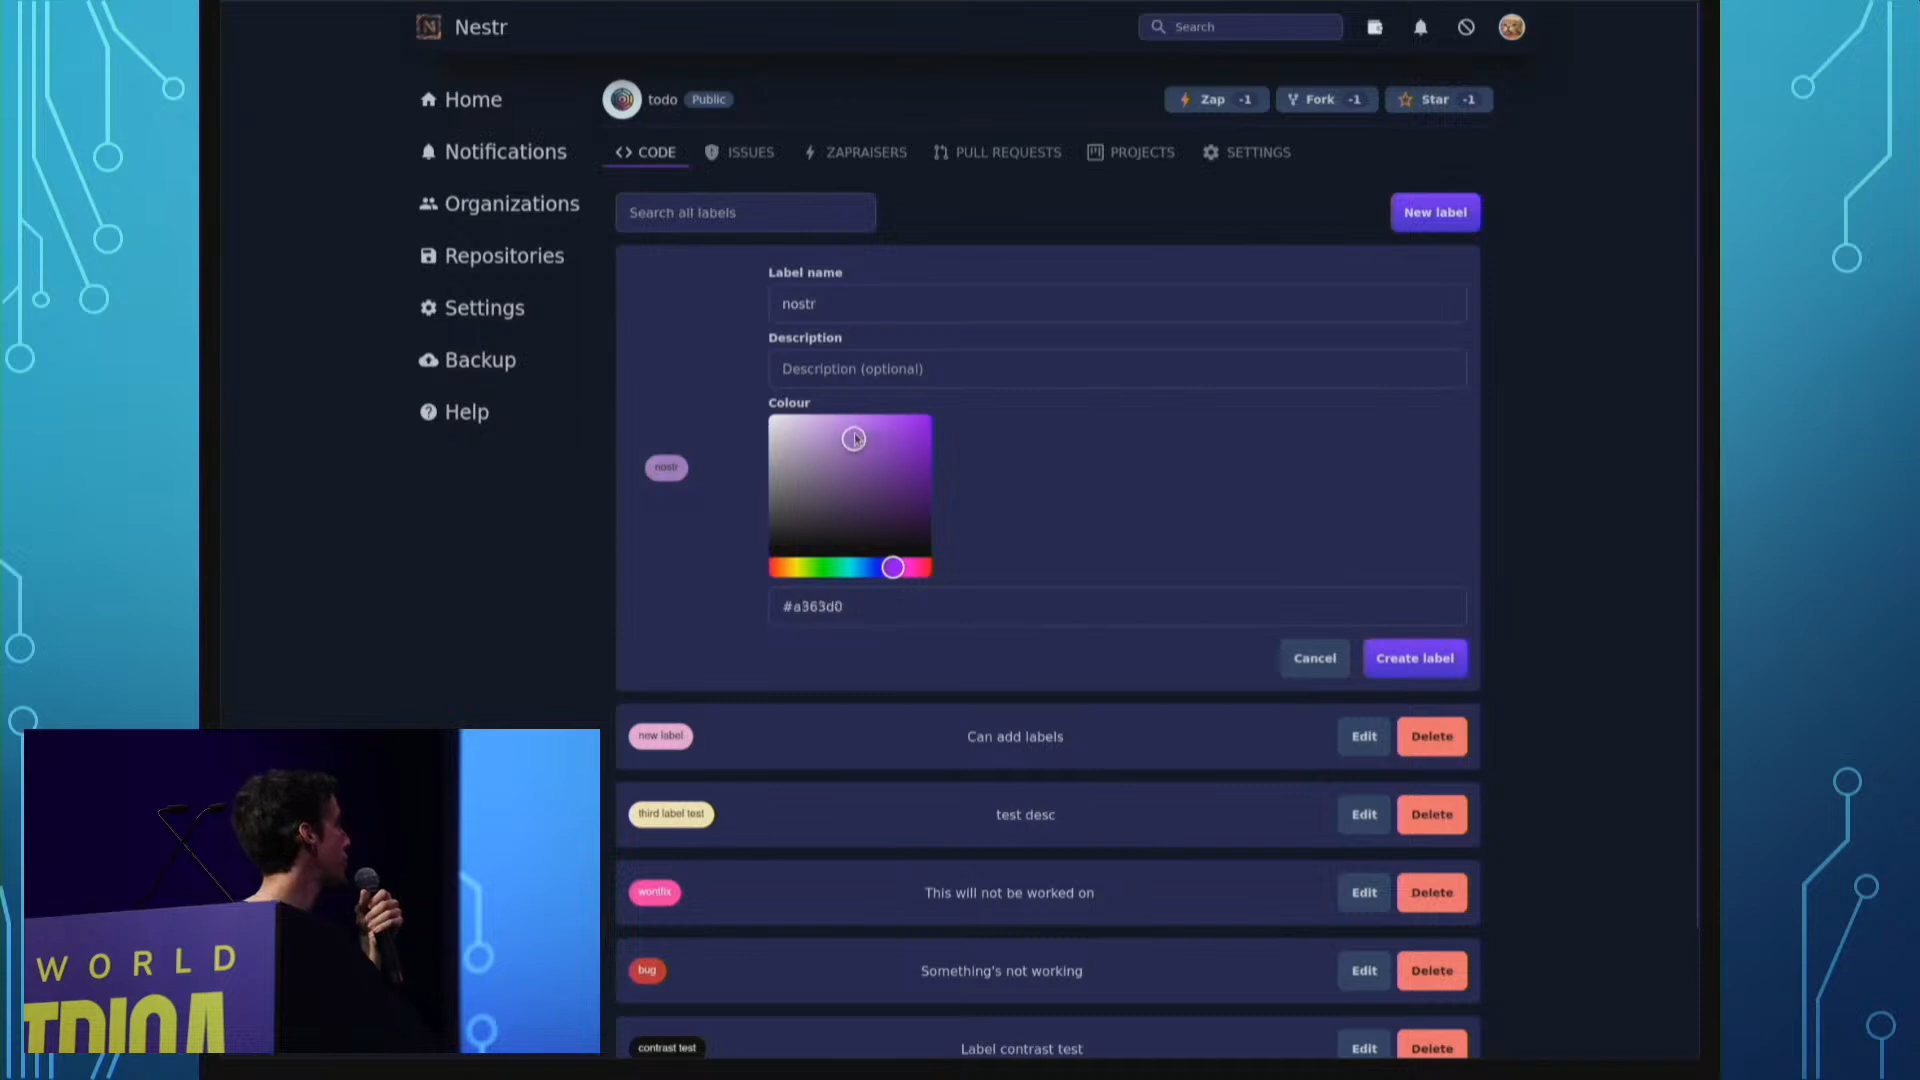 Nestr
Search
Home
Notifications
Organizations
Repositories
Settings
Backup
Help
todo Public
Zap -1
Fork -1
Star -1
CODE
ISSUES
ZAPRAISERS
PULL REQUESTS
PROJECTS
SETTINGS
Search all labels
New label
Label name
nostr
Description
Description (optional)
Colour
nostr
#a363d0
Cancel
Create label
new label Can add labels Edit Delete
third label test test desc Edit Delete
wontfix This will not be worked on Edit Delete
bug Something's not working Edit Delete
contrast test Label contrast test Edit Delete
WORLD